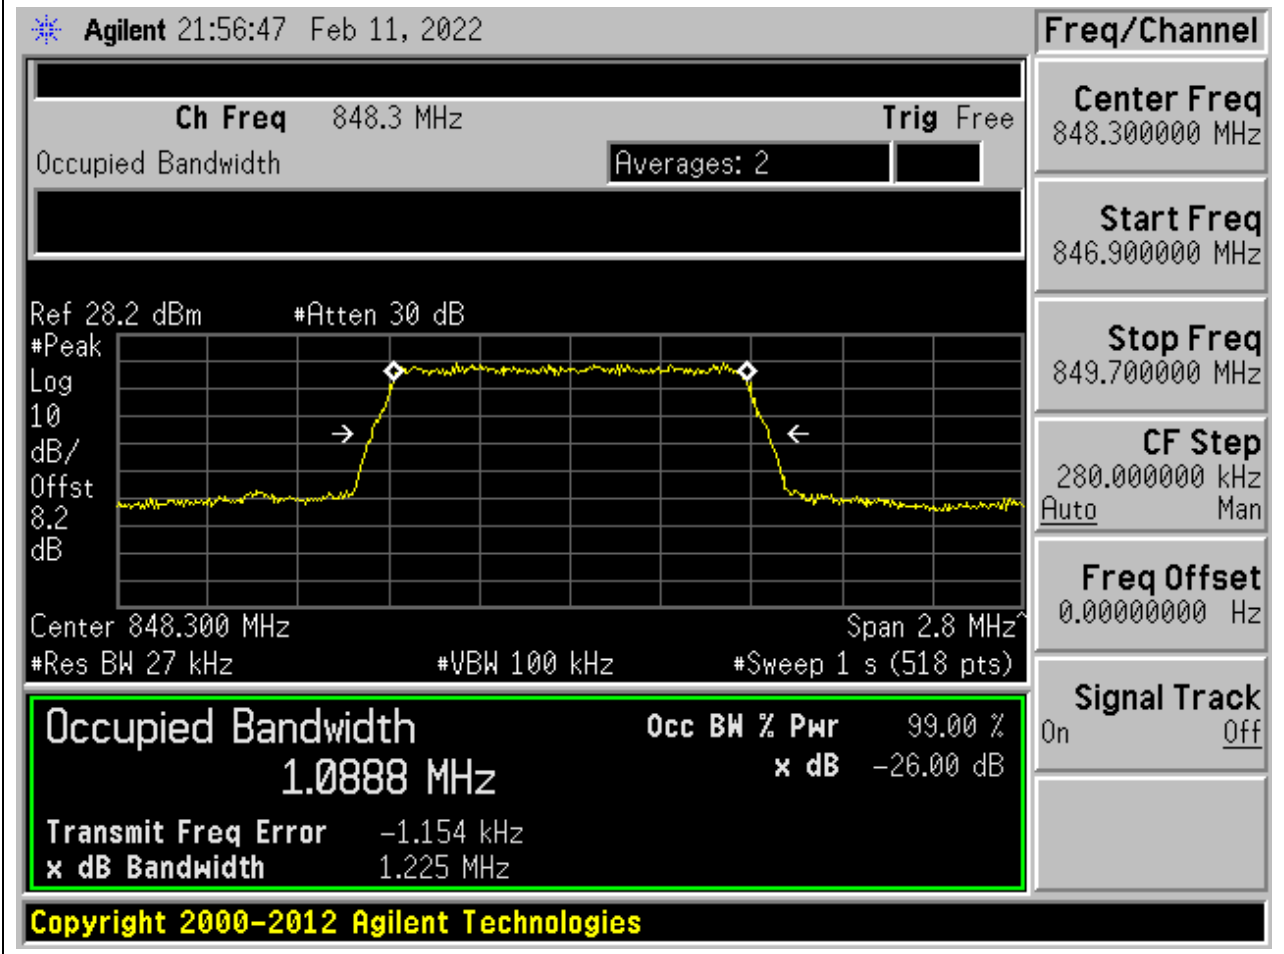 Agilent 21:56:47 Feb 11, 2022
Ch Freq 848.3 MHz Trig Free
Occupied Bandwidth Averages: 2
Ref 28.2 dBm #Atten 30 dB
#Peak
Log
10
dB/
Offst
8.2
dB
Center 848.300 MHz Span 2.8 MHz^
#Res BW 27 kHz #VBW 100 kHz #Sweep 1 s (518 pts)
Occupied Bandwidth Occ BW % Pwr 99.00 %
1.0888 MHz x dB -26.00 dB
Transmit Freq Error -1.154 kHz
x dB Bandwidth 1.225 MHz
Copyright 2000-2012 Agilent Technologies
Freq/Channel
Center Freq
848.300000 MHz
Start Freq
846.900000 MHz
Stop Freq
849.700000 MHz
CF Step
280.000000 kHz
Auto Man
Freq Offset
0.00000000 Hz
Signal Track
On Off